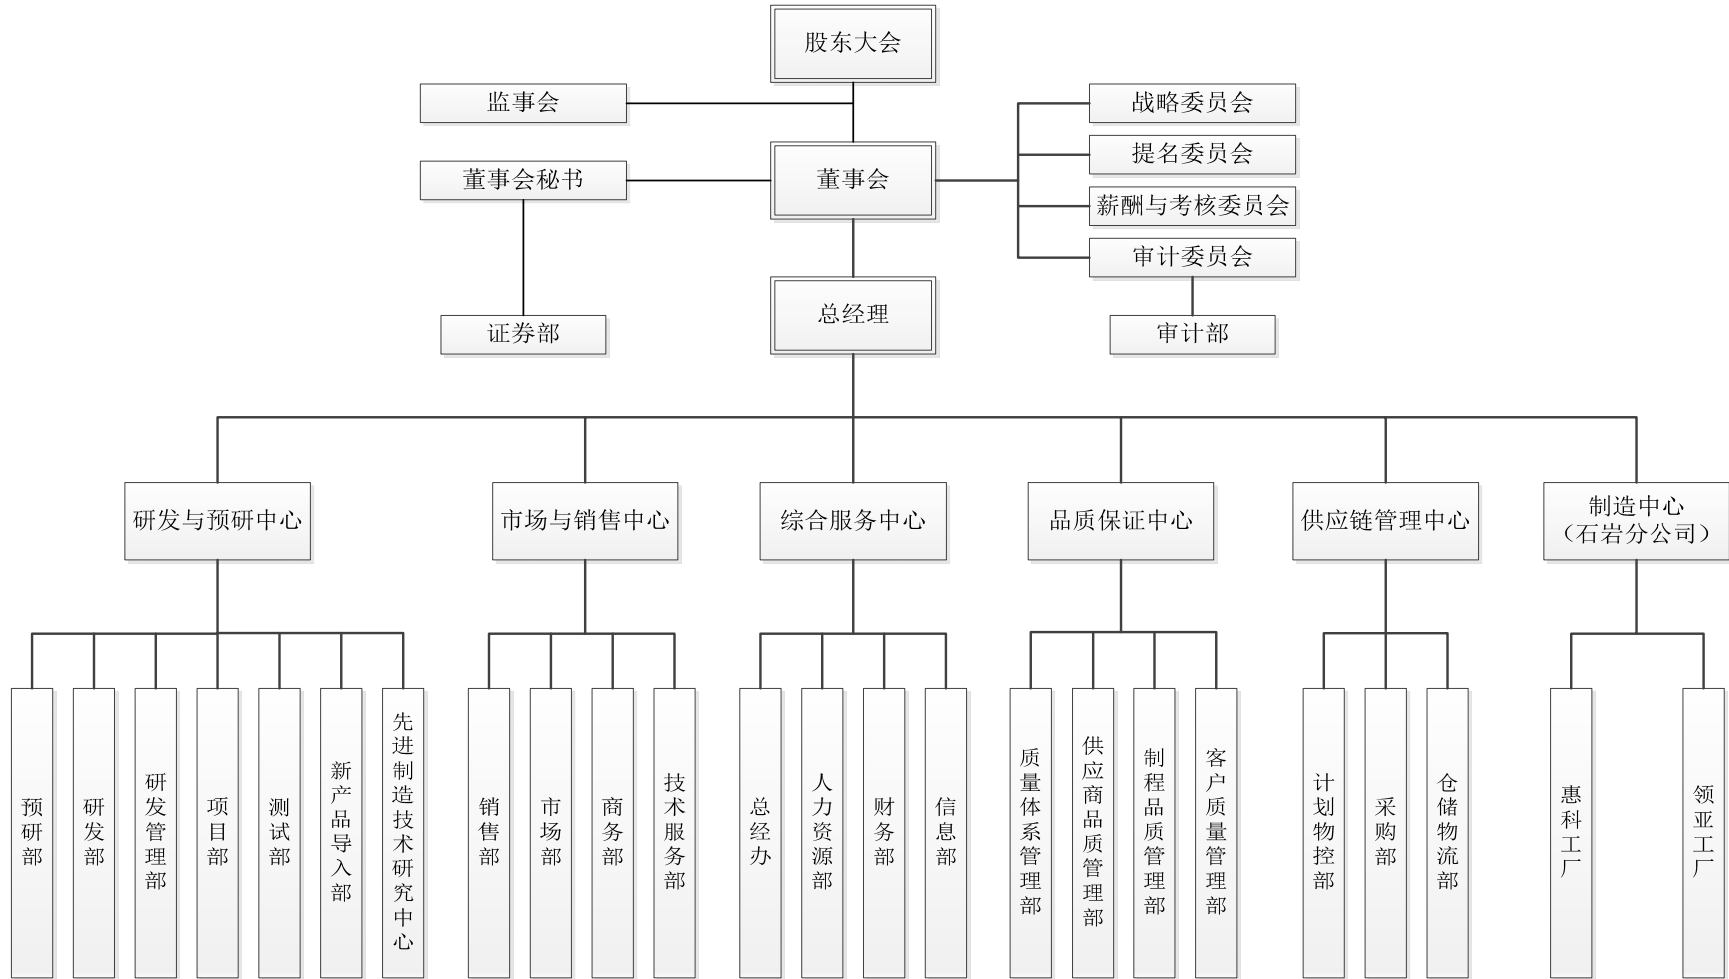 股东大会
监事会
战略委员会
提名委员会
董事会秘书
董事会
薪酬与考核委员会
审计委员会
总经理
证券部
审计部
研发与预研中心
市场与销售中心
综合服务中心
品质保证中心
供应链管理中心
制造中心
（石岩分公司）
预研部
研发部
研发管理部
项目部
测试部
新产品导入部
先进制造技术研究中心
销售部
市场部
商务部
技术服务部
总经办
人力资源部
财务部
信息部
质量体系管理部
供应商品质管理部
制程品质管理部
客户质量管理部
计划物控部
采购部
仓储物流部
惠科工厂
领亚工厂